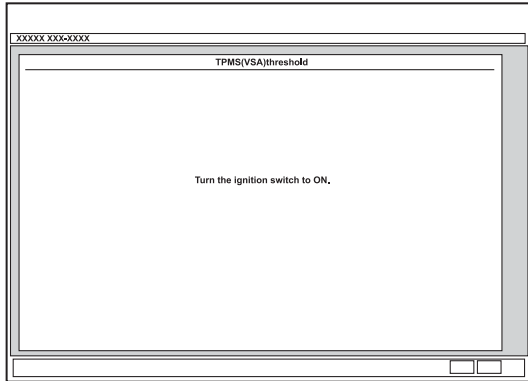 XXXXX XXX-XXXX
TPMS(VSA)threshold
Turn the ignition switch to ON.